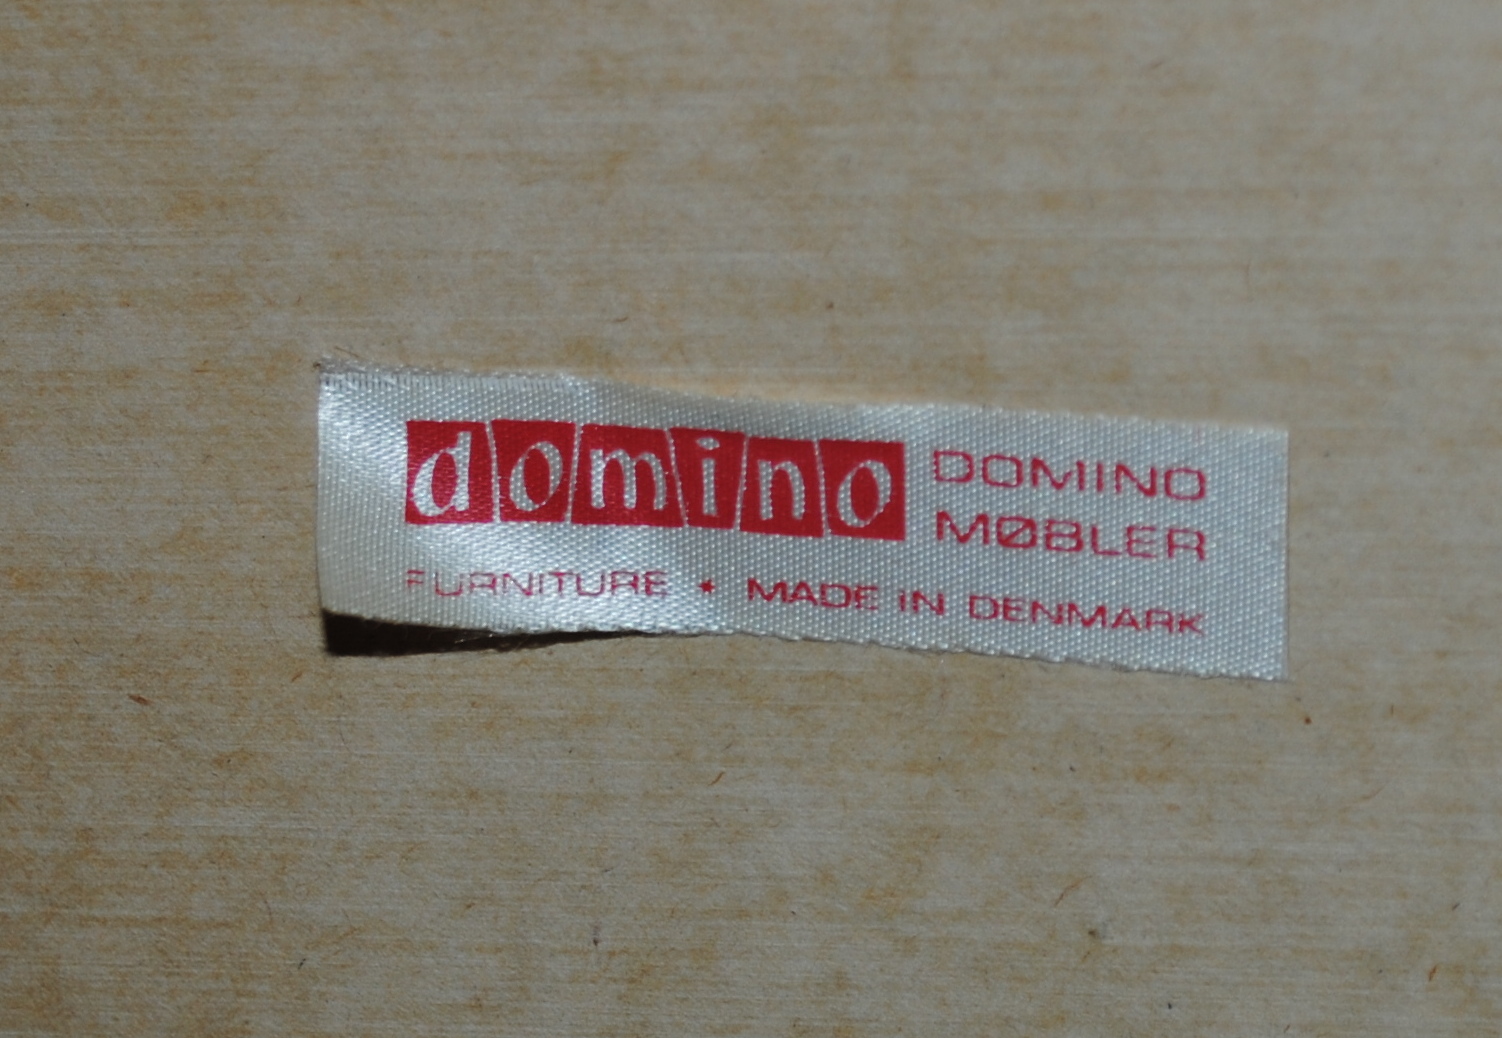 domino
DOMINO
MØBLER
FURNITURE ★ MADE IN DENMARK